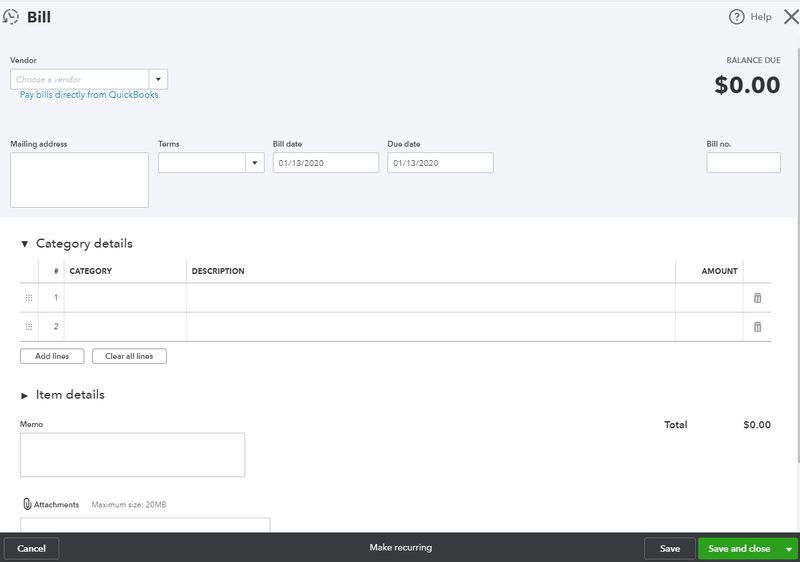 Bill
Help
Vendor
BALANCE DUE
Choose a vendor
$0.00
Pay bills directly from QuickBooks
Mailing address Terms Bill date Due date Bill no.
01/13/2020 01/13/2020
Category details
# CATEGORY DESCRIPTION AMOUNT
1
2
Add lines Clear all lines
Item details
Memo Total $0.00
Attachments Maximum size: 20MB
Cancel Make recurring Save Save and close